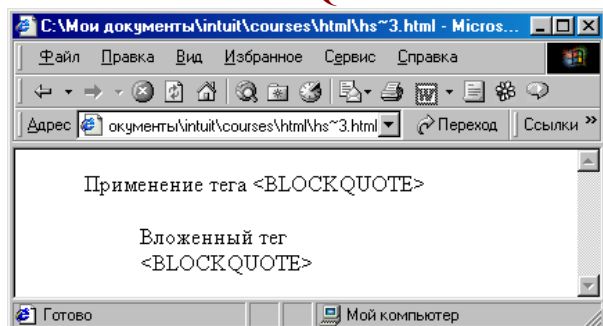 C:\Мои документы\intuit\courses\html\hs~3.html - Micros...
Файл Правка Вид Избранное Сервис Справка
Адрес окументы\intuit\courses\html\hs~3.html Переход Ссылки »
Применение тега <BLOCKQUOTE>
Вложенный тег
<BLOCKQUOTE>
Готово Мой компьютер